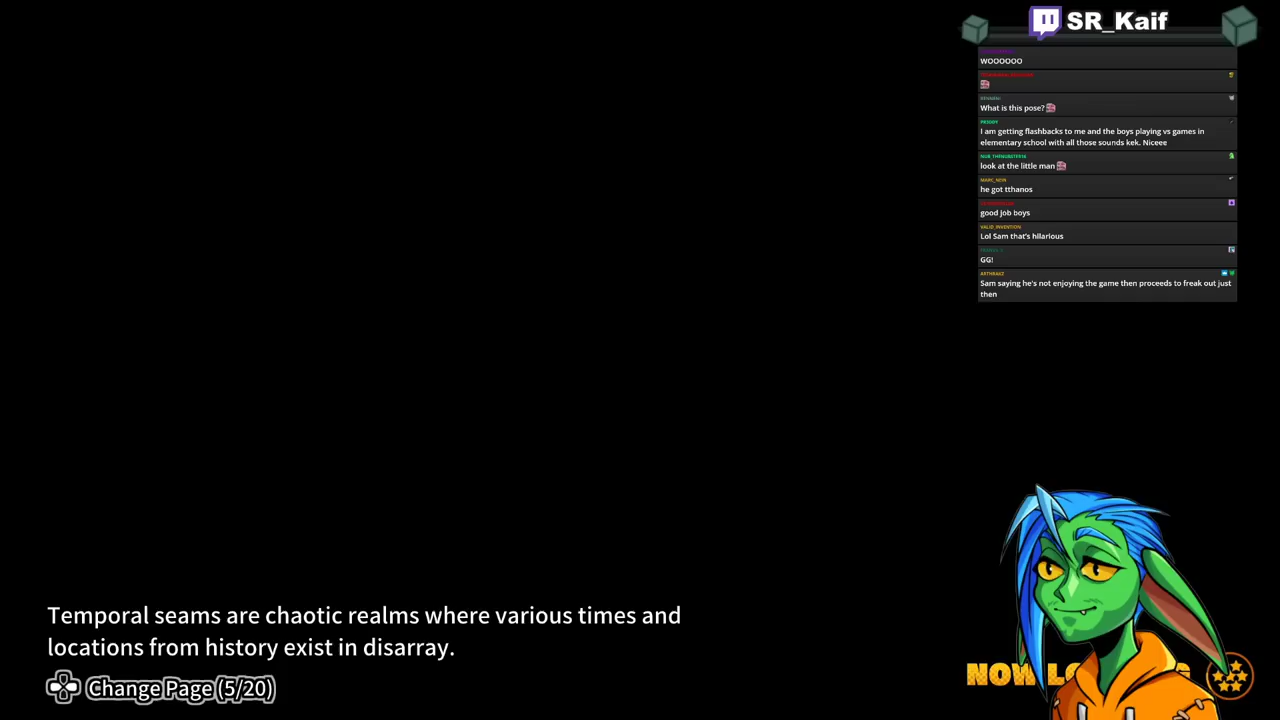 SR_Kaif
WOOOOOO
What is this pose?
PRIDDY
I am getting flashbacks to me and the boys playing vs games in
elementary school with all those sounds kek. Niceee
look at the little man
MARC_NEIN
he got tthanos
good job boys
VALID_INVENTION
Lol Sam that's hilarious
GG!
ARTHRAGZ
Sam saying he's not enjoying the game then proceeds to freak out just
then
Temporal seams are chaotic realms where various times and
locations from history exist in disarray.
Change Page (5/20)
NOW LO G